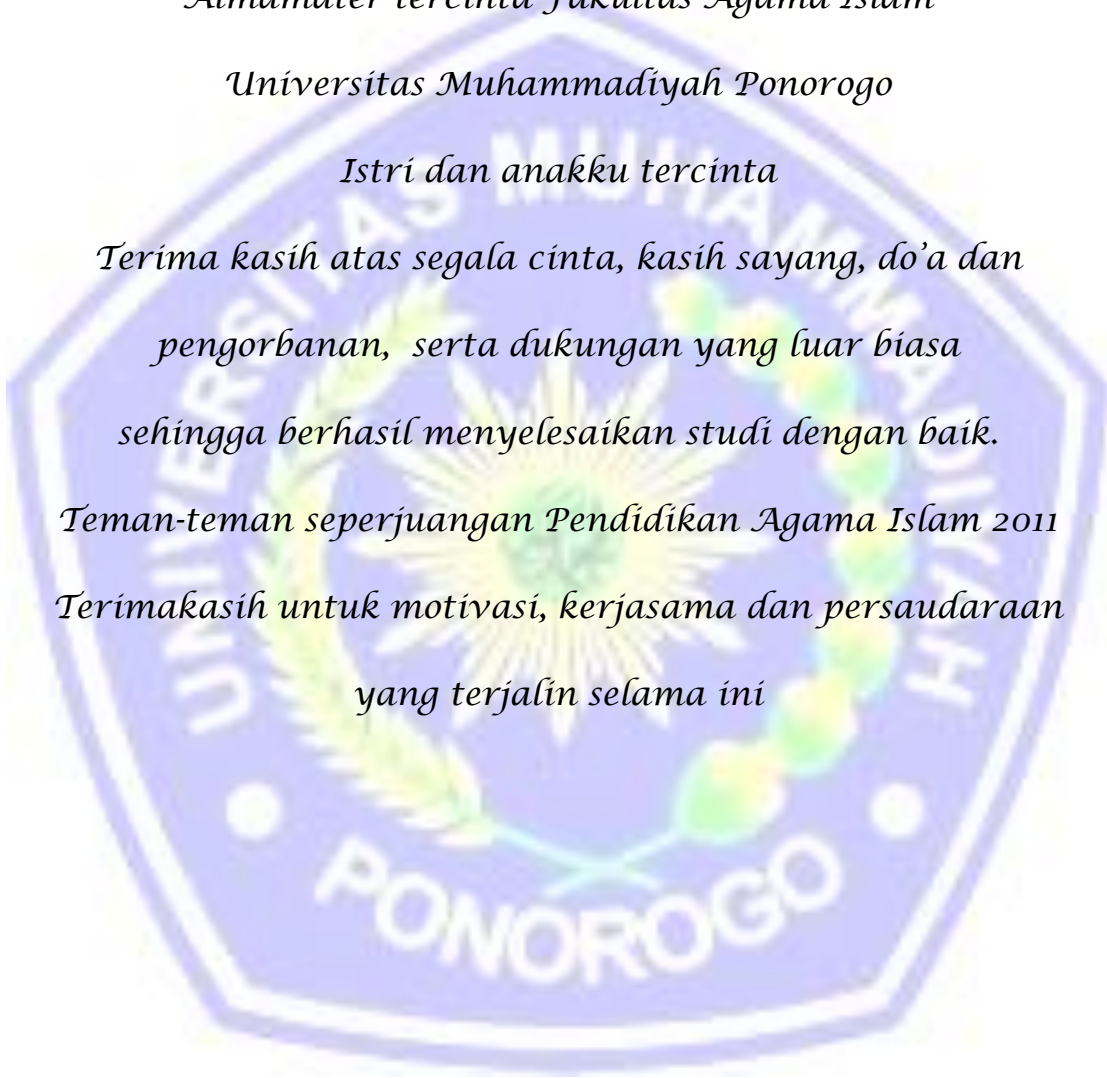 Almamater tercinta Fakultas Agama Islam
Universitas Muhammadiyah Ponorogo
Istri dan anakku tercinta
Terima kasih atas segala cinta, kasih sayang, do’a dan
pengorbanan, serta dukungan yang luar biasa
sehingga berhasil menyelesaikan studi dengan baik.
Teman-teman seperjuangan Pendidikan Agama Islam 2011
Terimakasih untuk motivasi, kerjasama dan persaudaraan
yang terjalin selama ini
UNIVERSITAS MUHAMMADIYAH
PONOROGO